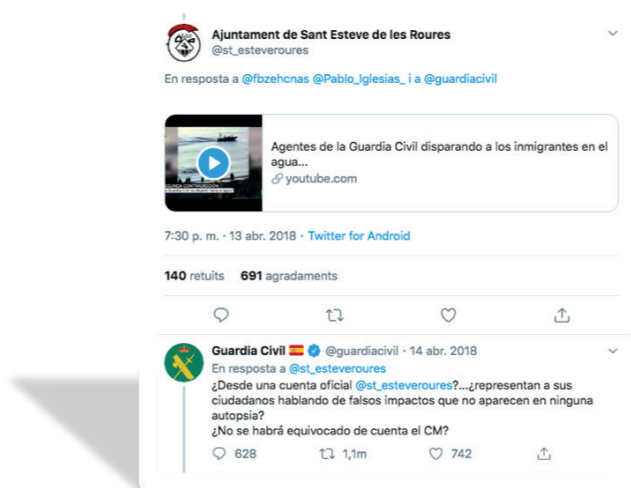 Ajuntament de Sant Esteve de les Roures
@st_esteveroures
En resposta a @fbzehcnas @Pablo_Iglesias_ i a @guardiacivil
Agentes de la Guardia Civil disparando a los inmigrantes en el
agua...
youtube.com
7:30 p. m. · 13 abr. 2018 · Twitter for Android
140 retuits 691 agradaments
Guardia Civil @guardiacivil · 14 abr. 2018
En resposta a @st_esteveroures
¿Desde una cuenta oficial @st_esteveroures?...¿representan a sus
ciudadanos hablando de falsos impactos que no aparecen en ninguna
autopsia?
¿No se habrá equivocado de cuenta el CM?
628 1,1m 742